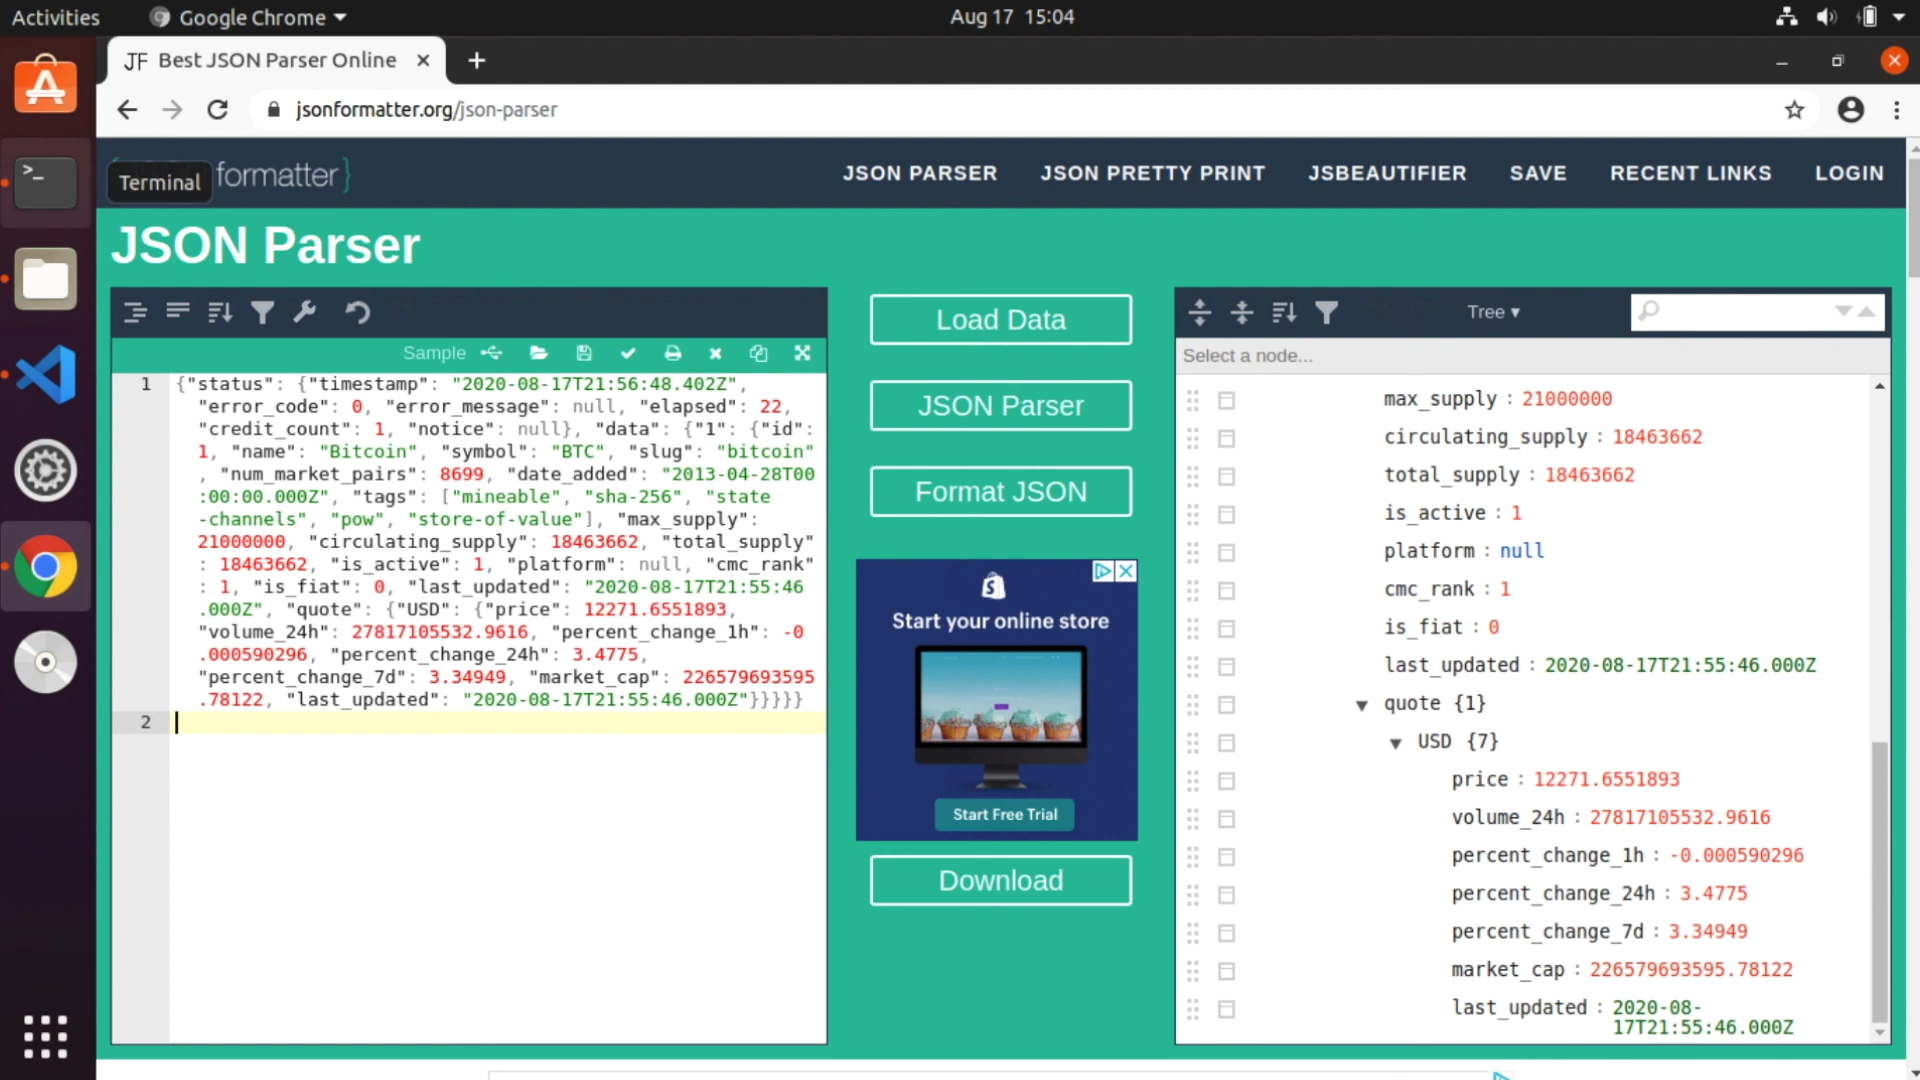 Activities
Google Chrome
Aug 17 15:04
JF Best JSON Parser Online
jsonformatter.org/json-parser
Terminal
formatter}
JSON PARSER
JSON PRETTY PRINT
JSBEAUTIFIER
SAVE
RECENT LINKS
LOGIN
JSON Parser
Sample
1 {"status": {"timestamp": "2020-08-17T21:56:48.402Z",
"error_code": 0, "error_message": null, "elapsed": 22,
"credit_count": 1, "notice": null}, "data": {"1": {"id":
1, "name": "Bitcoin", "symbol": "BTC", "slug": "bitcoin"
, "num_market_pairs": 8699, "date_added": "2013-04-28T00
:00:00.000Z", "tags": ["mineable", "sha-256", "state
-channels", "pow", "store-of-value"], "max_supply":
21000000, "circulating_supply": 18463662, "total_supply"
: 18463662, "is_active": 1, "platform": null, "cmc_rank"
: 1, "is_fiat": 0, "last_updated": "2020-08-17T21:55:46
.000Z", "quote": {"USD": {"price": 12271.6551893,
"volume_24h": 27817105532.9616, "percent_change_1h": -0
.000590296, "percent_change_24h": 3.4775,
"percent_change_7d": 3.34949, "market_cap": 226579693595
.78122, "last_updated": "2020-08-17T21:55:46.000Z"}}}}}
2
Load Data
JSON Parser
Format JSON
Start your online store
Start Free Trial
Download
Tree ▾
Select a node...
max_supply : 21000000
circulating_supply : 18463662
total_supply : 18463662
is_active : 1
platform : null
cmc_rank : 1
is_fiat : 0
last_updated : 2020-08-17T21:55:46.000Z
quote {1}
USD {7}
price : 12271.6551893
volume_24h : 27817105532.9616
percent_change_1h : -0.000590296
percent_change_24h : 3.4775
percent_change_7d : 3.34949
market_cap : 226579693595.78122
last_updated : 2020-08-
17T21:55:46.000Z